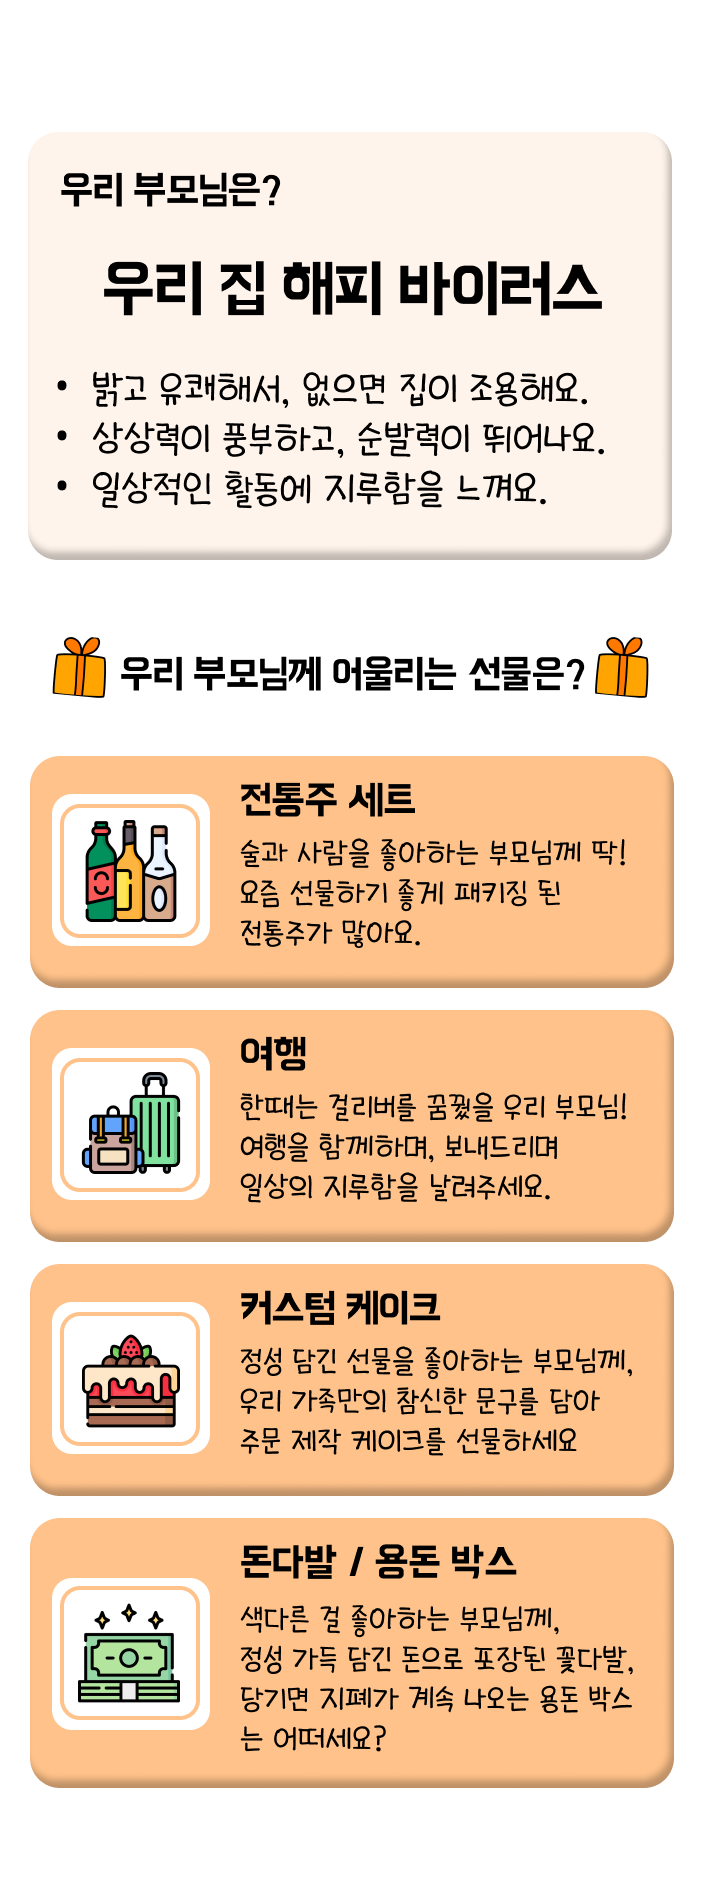 우리 부모님은?
우리 집 해피 바이러스
• 밝고 유쾌해서, 없으면 집이 조용해요.
• 상상력이 풍부하고, 순발력이 뛰어나요.
• 일상적인 활동에 지루함을 느껴요.
우리 부모님께 어울리는 선물은?
전통주 세트
술과 사람을 좋아하는 부모님께 딱!
요즘 선물하기 좋게 패키징 된
전통주가 많아요.
여행
한때는 걸리버를 꿈꿨을 우리 부모님!
여행을 함께하며, 보내드리며
일상의 지루함을 날려주세요.
커스텀 케이크
정성 담긴 선물을 좋아하는 부모님께,
우리 가족만의 참신한 문구를 담아
주문 제작 케이크를 선물하세요
돈다발 / 용돈 박스
색다른 걸 좋아하는 부모님께,
정성 가득 담긴 돈으로 포장된 꽃다발,
당기면 지폐가 계속 나오는 용돈 박스
는 어떠세요?